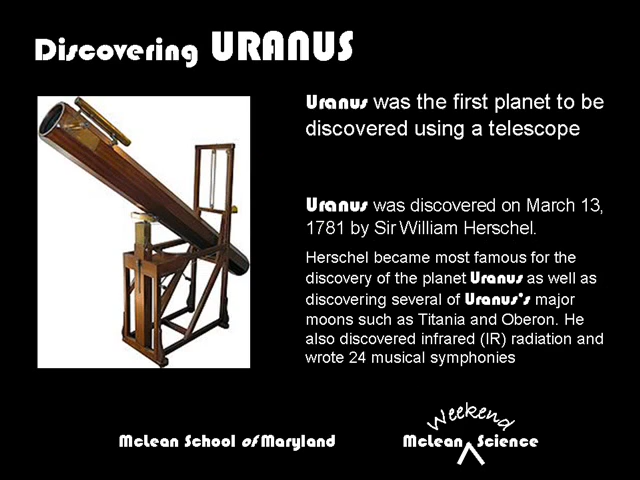 Discovering URANUS
Uranus was the first planet to be
discovered using a telescope
Uranus was discovered on March 13,
1781 by Sir William Herschel.
Herschel became most famous for the
discovery of the planet Uranus as well as
discovering several of Uranus's major
moons such as Titania and Oberon. He
also discovered infrared (IR) radiation and
wrote 24 musical symphonies
McLean School of Maryland
Weekend
McLean Science